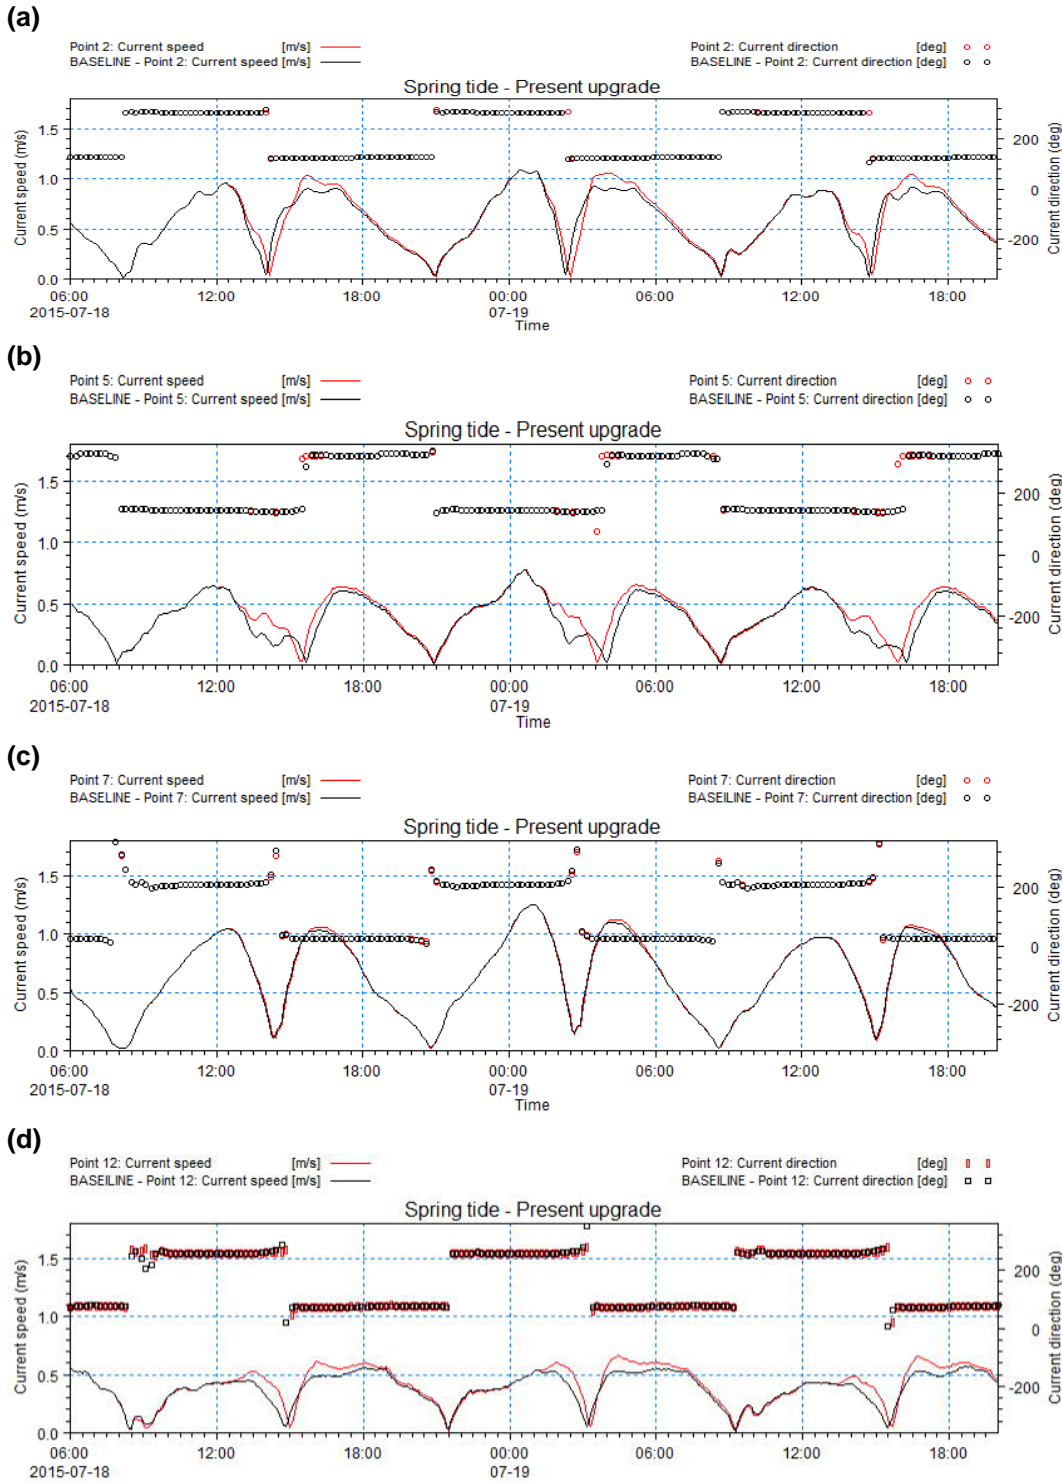 (a)
Point 2: Current speed [m/s]
BASELINE - Point 2: Current speed [m/s]
Point 2: Current direction [deg]
BASELINE - Point 2: Current direction [deg]
Spring tide - Present upgrade
Current speed (m/s)
1.5
1.0
0.5
0.0
200
0
-200
Current direction (deg)
06:00 12:00 18:00 00:00 06:00 12:00 18:00
2015-07-18 07-19
Time
(b)
Point 5: Current speed [m/s]
BASELINE - Point 5: Current speed [m/s]
Point 5: Current direction [deg]
BASEILINE - Point 5: Current direction [deg]
Spring tide - Present upgrade
Current speed (m/s)
1.5
1.0
0.5
0.0
200
0
-200
Current direction (deg)
06:00 12:00 18:00 00:00 06:00 12:00 18:00
2015-07-18 07-19
Time
(c)
Point 7: Current speed [m/s]
BASEILINE - Point 7: Current speed [m/s]
Point 7: Current direction [deg]
BASEILINE - Point 7: Current direction [deg]
Spring tide - Present upgrade
Current speed (m/s)
1.5
1.0
0.5
0.0
200
0
-200
Current direction (deg)
06:00 12:00 18:00 00:00 06:00 12:00 18:00
2015-07-18 07-19
Time
(d)
Point 12: Current speed [m/s]
BASEILINE - Point 12: Current speed [m/s]
Point 12: Current direction [deg]
BASEILINE - Point 12: Current direction [deg]
Spring tide - Present upgrade
Current speed (m/s)
1.5
1.0
0.5
0.0
200
0
-200
Current direction (deg)
06:00 12:00 18:00 00:00 06:00 12:00 18:00
2015-07-18 07-19
Time